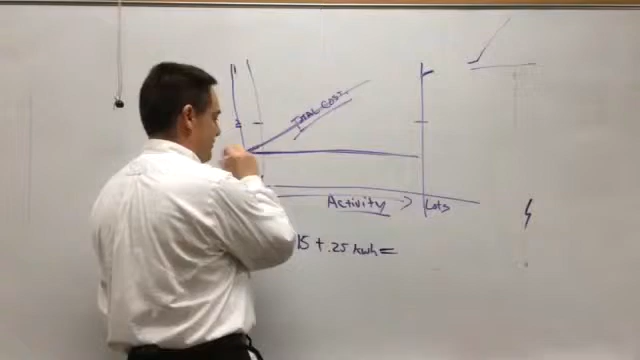 TOTAL COST
Activity
Lots
15 + .25 kwh =